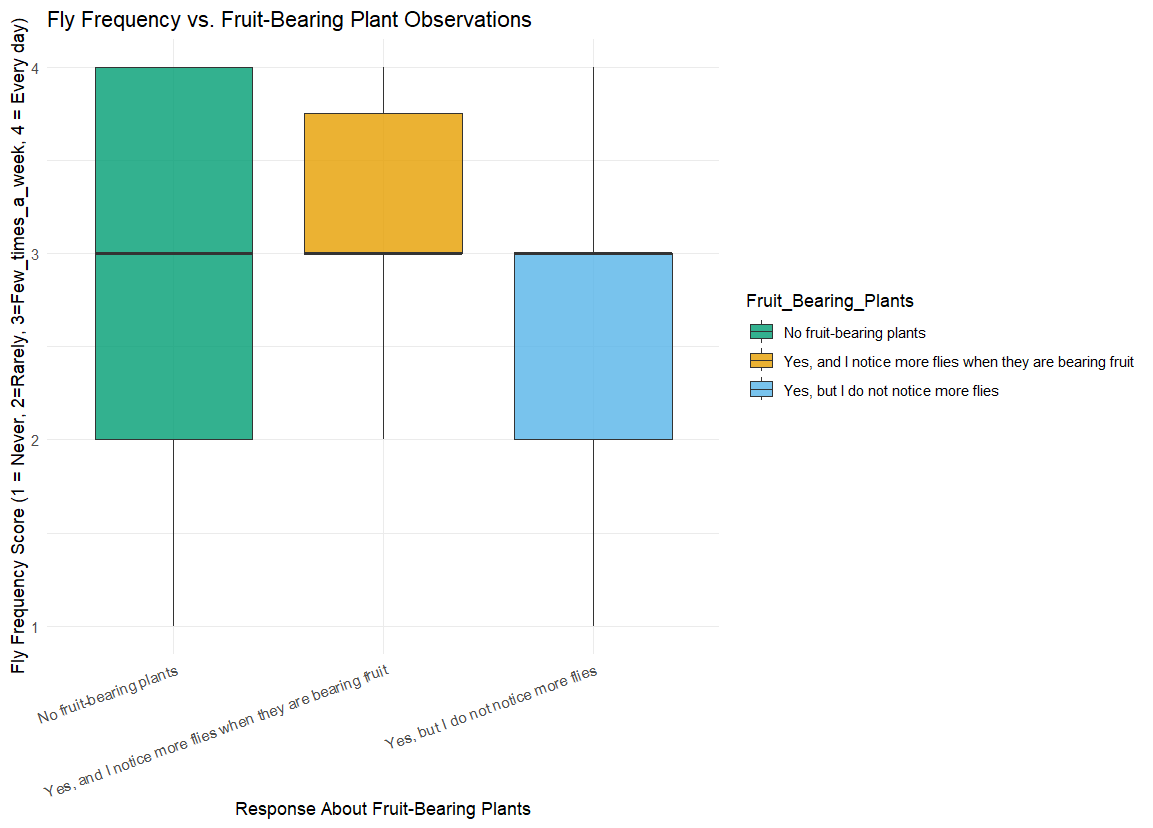 Fly Frequency vs. Fruit-Bearing Plant Observations
Fly Frequency Score (1 = Never, 2=Rarely, 3=Few_times_a_week, 4 = Every day)
4
3
2
1
No fruit-bearing plants
Yes, and I notice more flies when they are bearing fruit
Yes, but I do not notice more flies
Response About Fruit-Bearing Plants
Fruit_Bearing_Plants
No fruit-bearing plants
Yes, and I notice more flies when they are bearing fruit
Yes, but I do not notice more flies